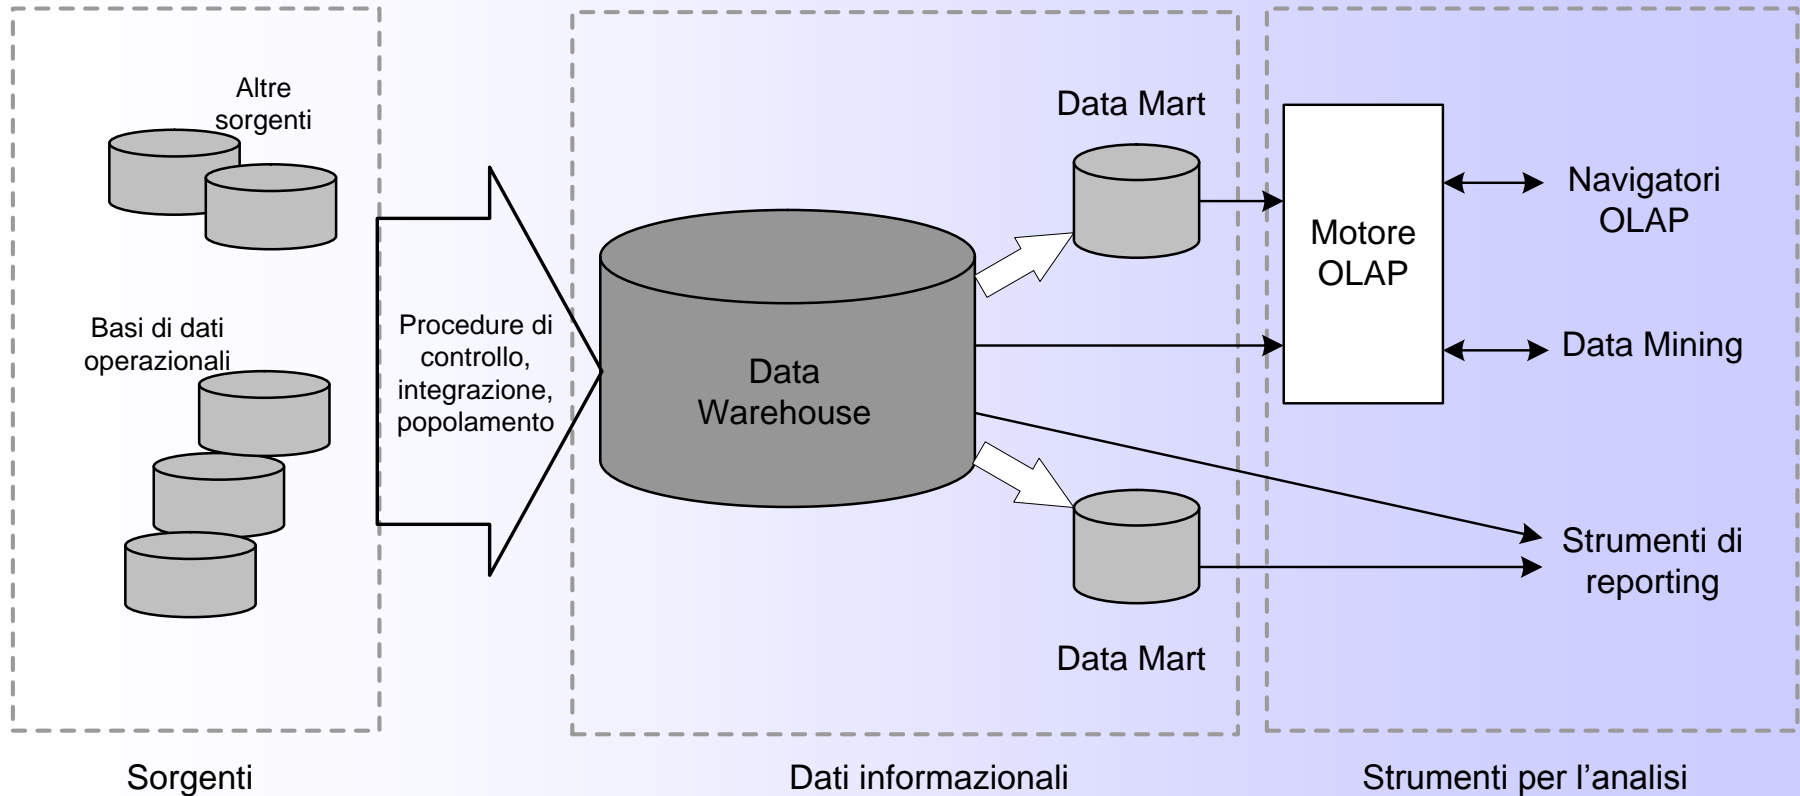 Altre
sorgenti
Basi di dati
operazionali
Procedure di
controllo,
integrazione,
popolamento
Data
Warehouse
Data Mart
Data Mart
Motore
OLAP
Navigatori
OLAP
Data Mining
Strumenti di
reporting
Sorgenti
Dati informazionali
Strumenti per l’analisi